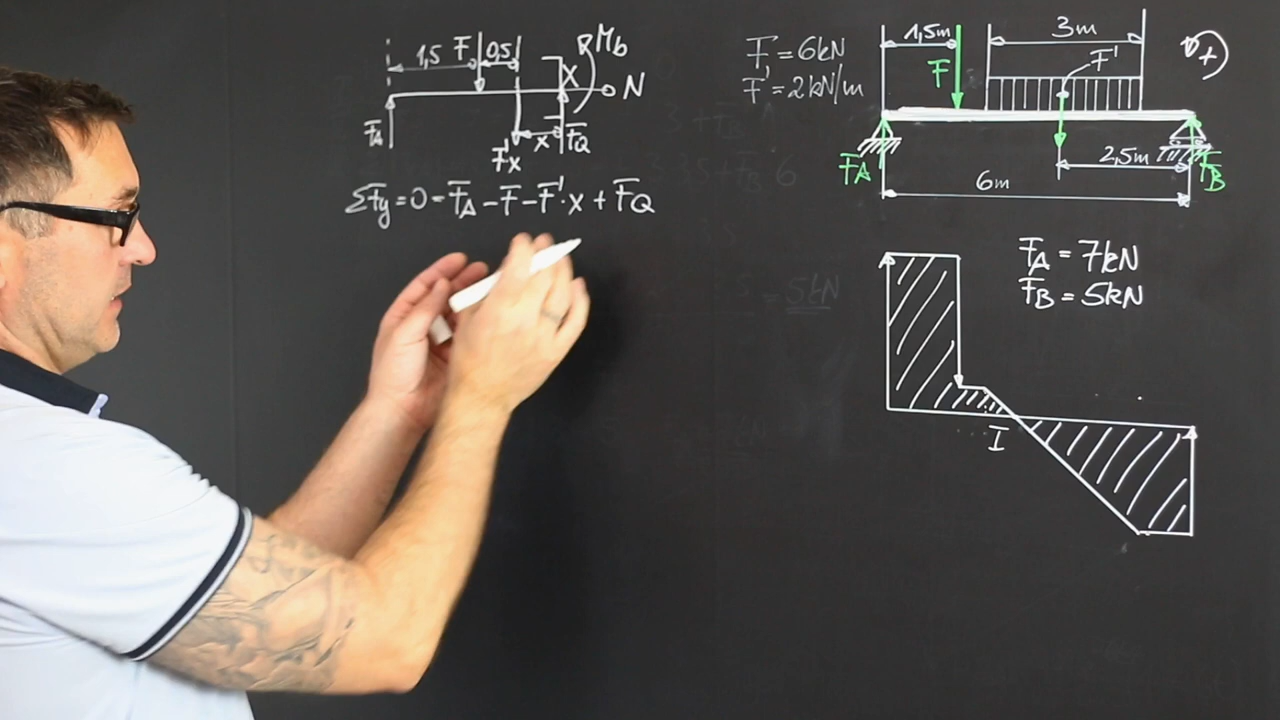 1,5 F 0,5 Mb
X N
FA F'x x FQ
ΣFy = 0 = FA - F - F'·x + FQ
F = 6kN
F' = 2kN/m
1,5m 3m
F F' +
FA 2,5m FB
6m
FA = 7kN
FB = 5kN
I
= 5kN